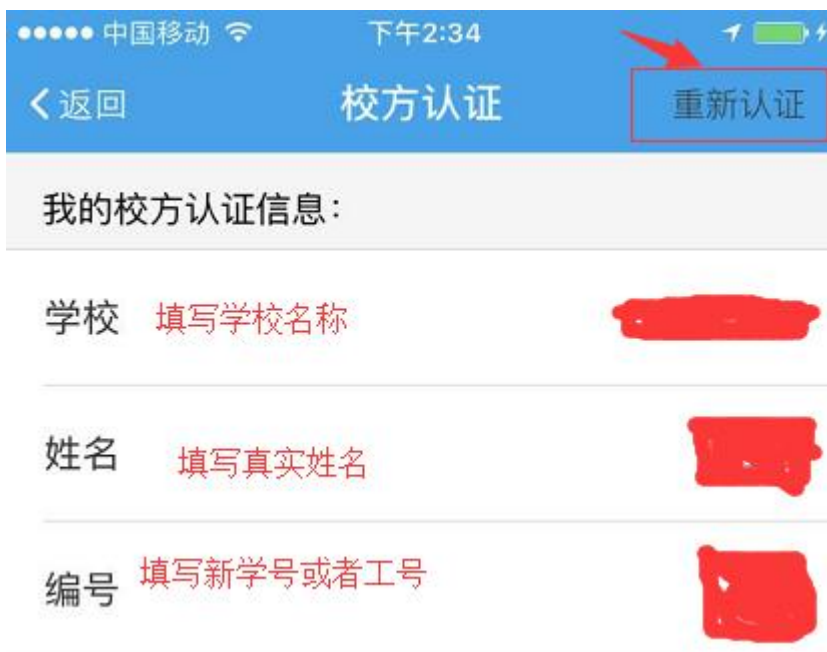 中国移动 下午2:34
返回 校方认证 重新认证
我的校方认证信息：
学校 填写学校名称
姓名 填写真实姓名
编号 填写新学号或者工号